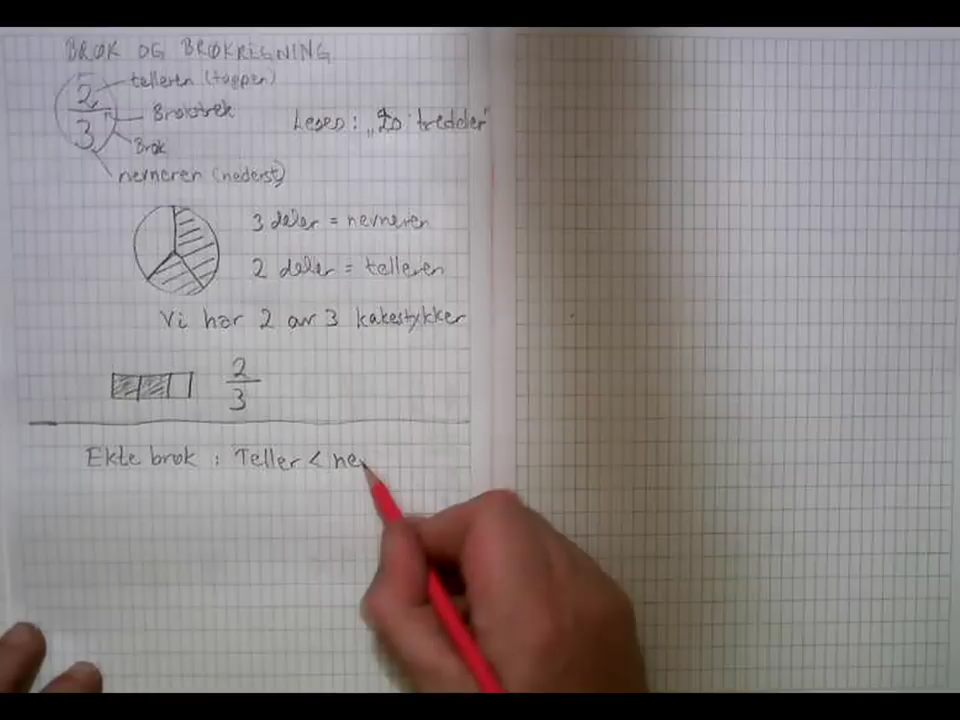 BRØK OG BRØKREGNING
2 telleren (toppen)
Brøkstrek
3 Brøk
Leses: „To tredeler"
nevneren (nederst)
3 deler = nevneren
2 deler = telleren
Vi har 2 av 3 kakestykker
2
3
Ekte brøk : Teller < ne